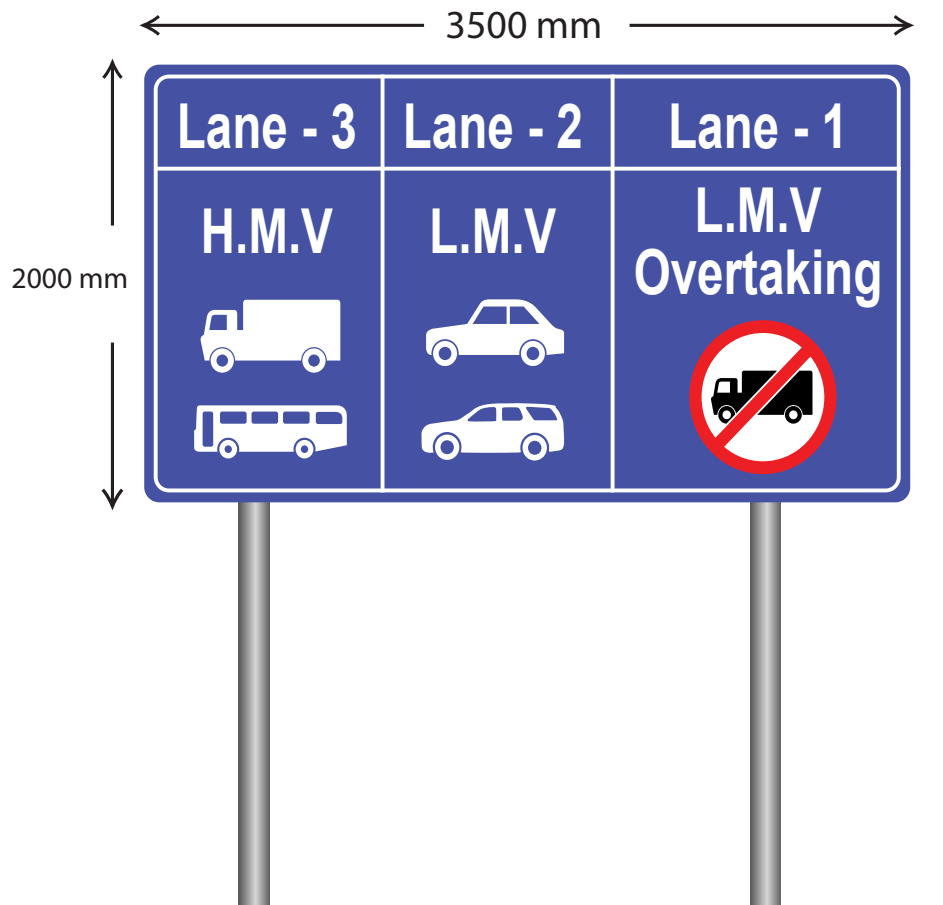 3500 mm
2000 mm
Lane - 3
H.M.V
Lane - 2
L.M.V
Lane - 1
L.M.V
Overtaking